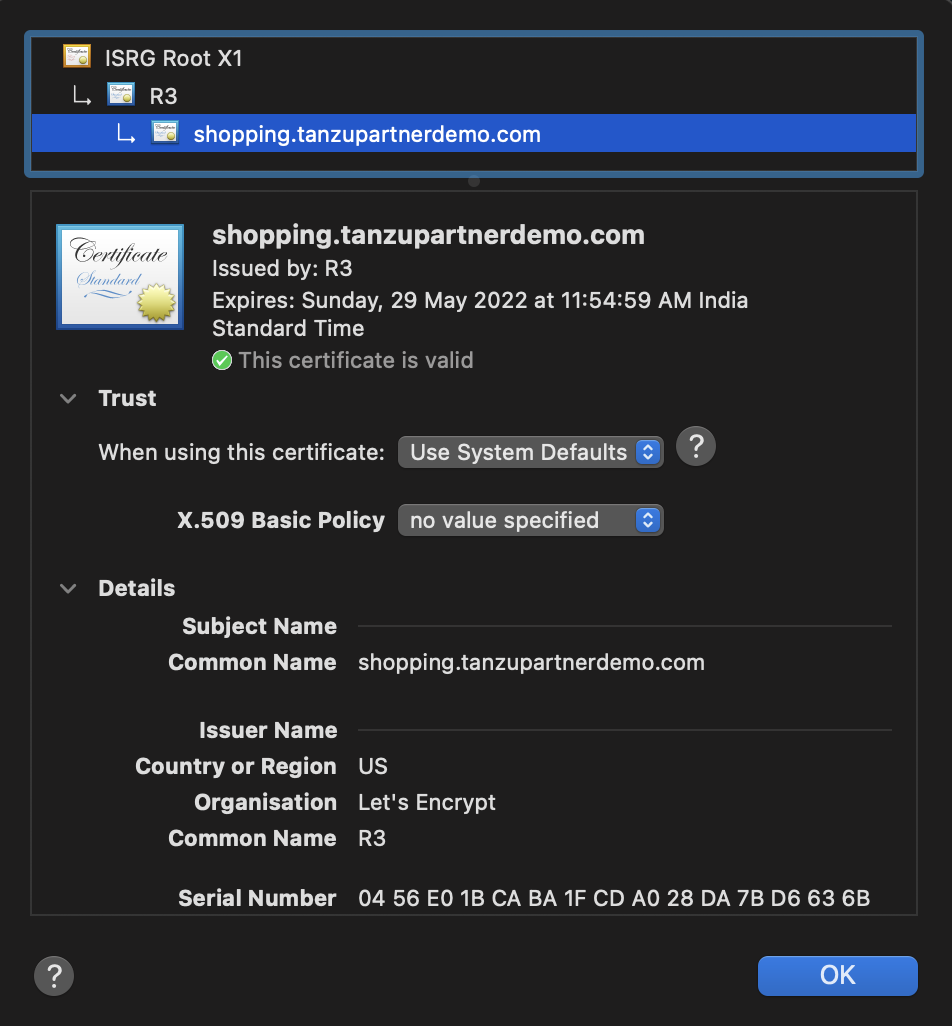 ISRG Root X1
R3
shopping.tanzupartnerdemo.com
Certificate
Standard
shopping.tanzupartnerdemo.com
Issued by: R3
Expires: Sunday, 29 May 2022 at 11:54:59 AM India
Standard Time
This certificate is valid
Trust
When using this certificate: Use System Defaults ?
X.509 Basic Policy no value specified
Details
Subject Name
Common Name shopping.tanzupartnerdemo.com
Issuer Name
Country or Region US
Organisation Let's Encrypt
Common Name R3
Serial Number 04 56 E0 1B CA BA 1F CD A0 28 DA 7B D6 63 6B
? OK